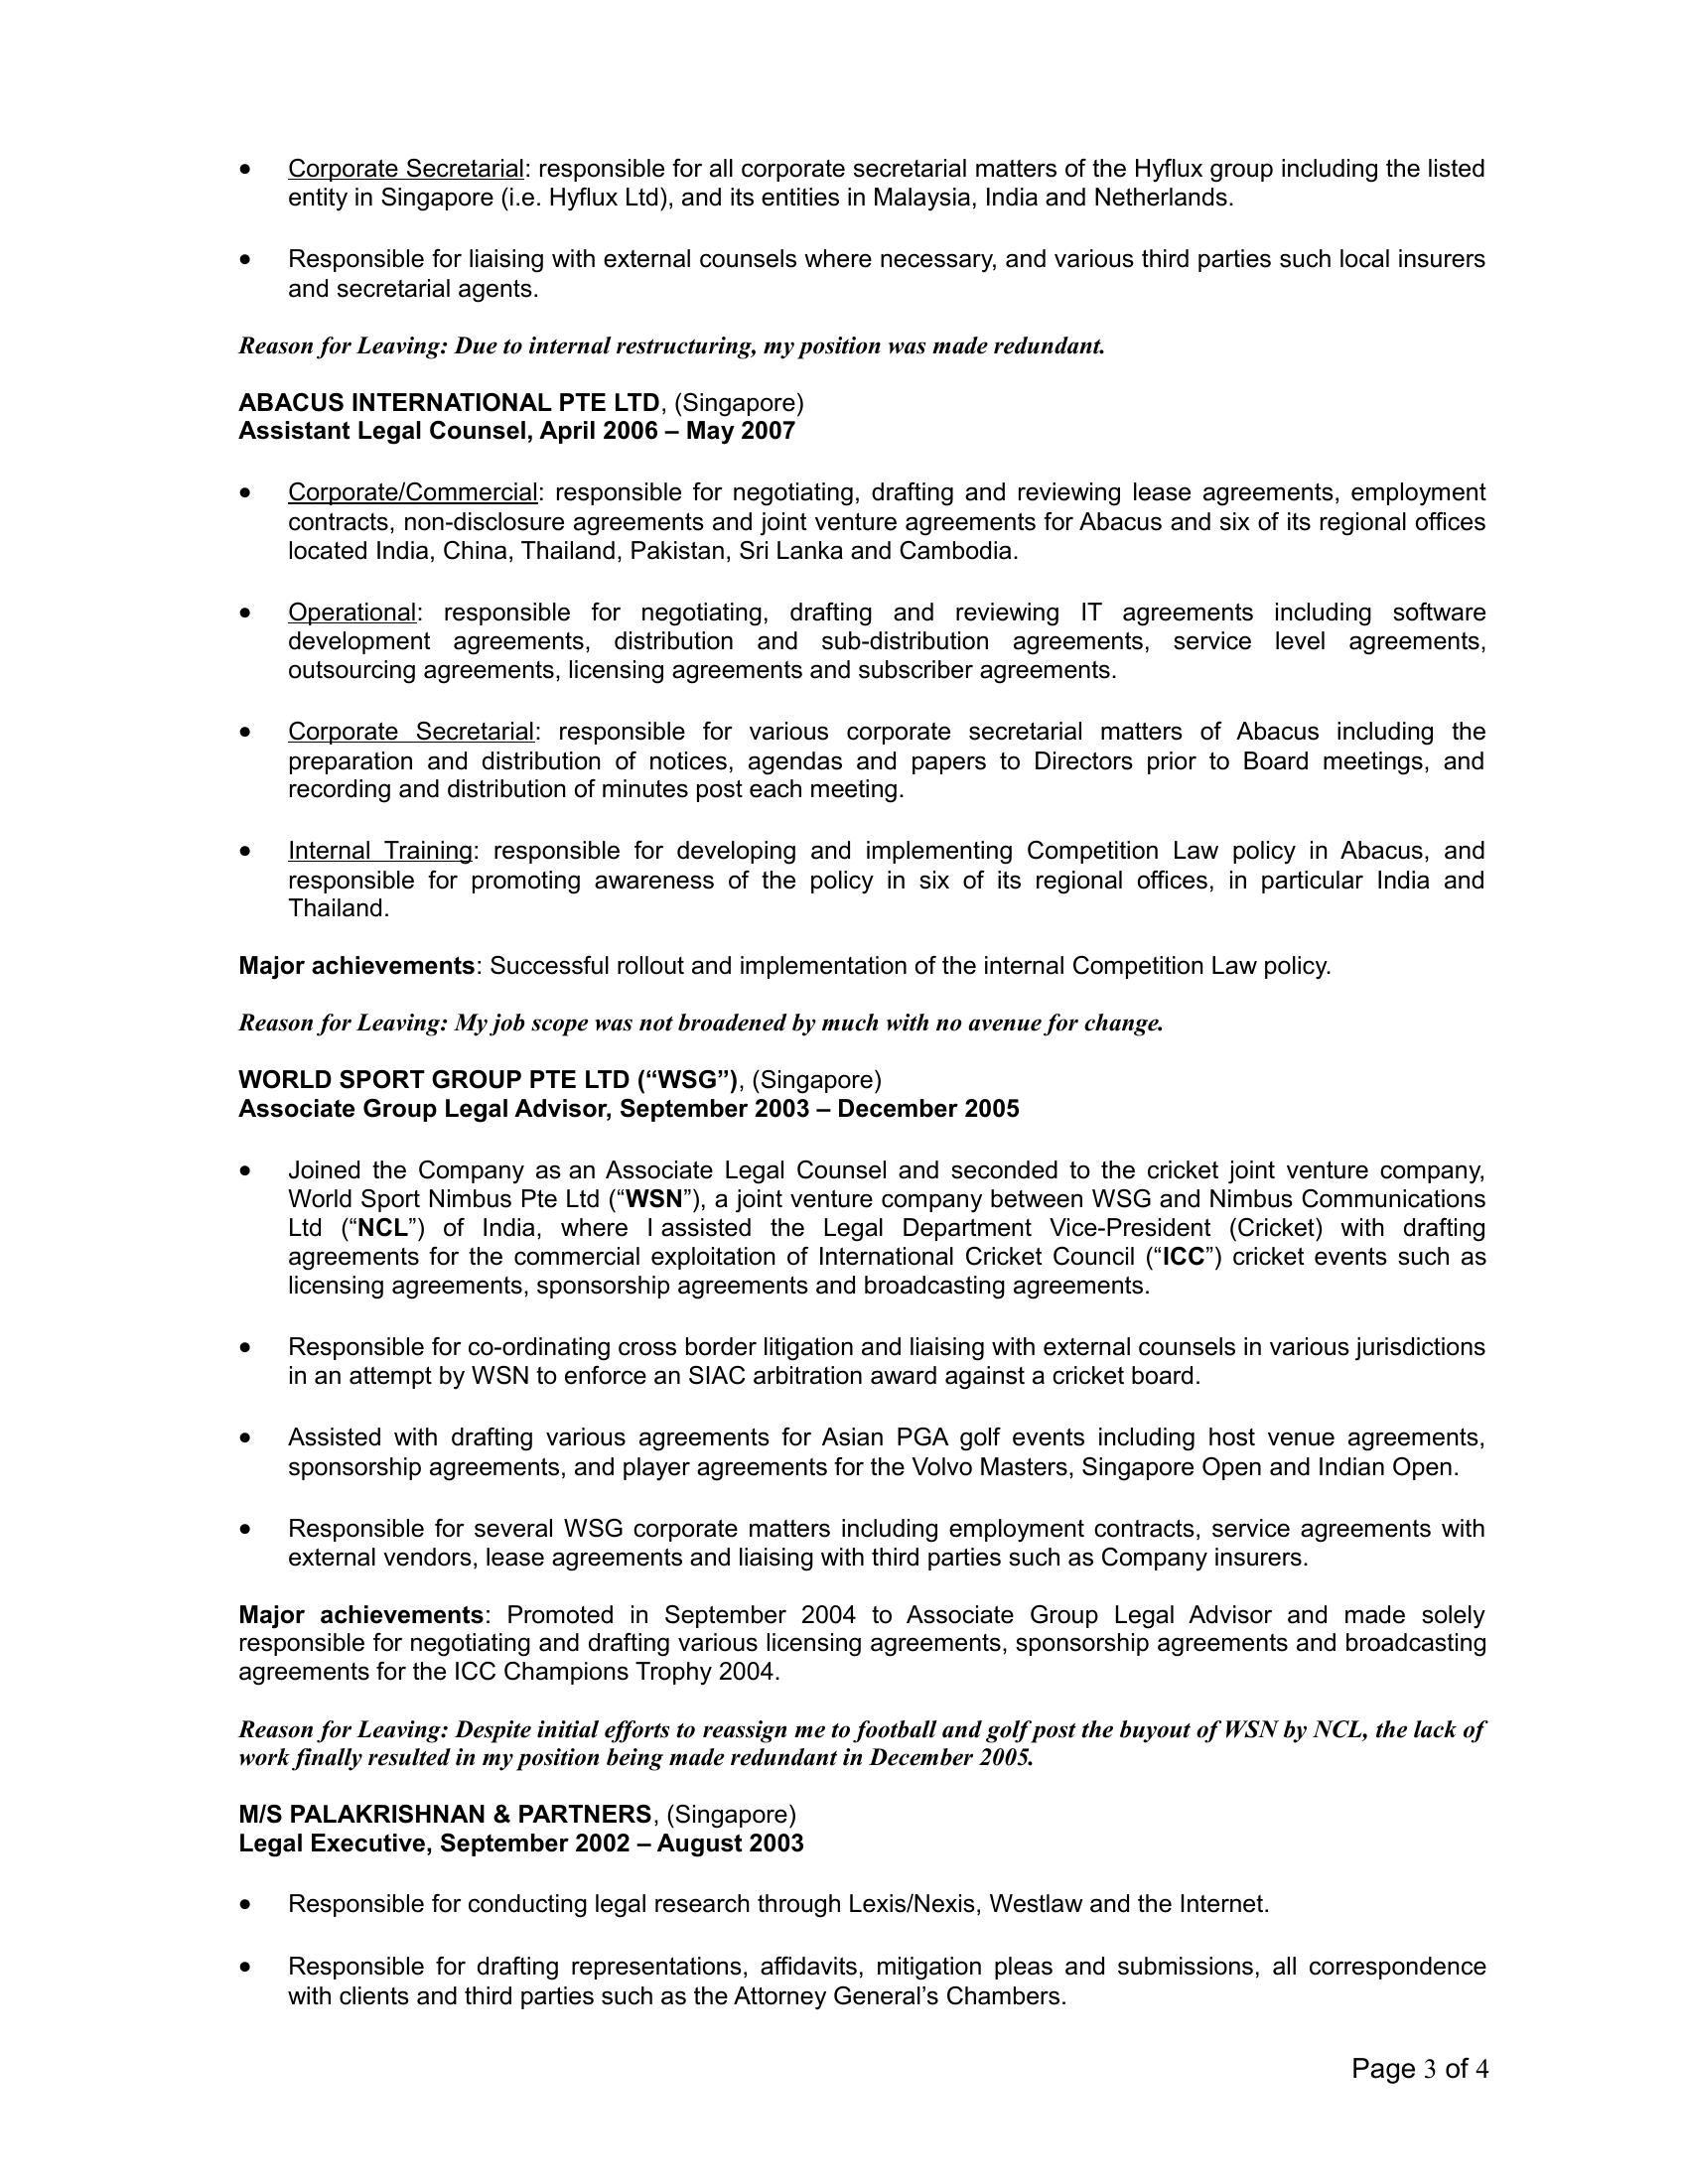 • Corporate Secretarial: responsible for all corporate secretarial matters of the Hyflux group including the listed
entity in Singapore (i.e. Hyflux Ltd), and its entities in Malaysia, India and Netherlands.
• Responsible for liaising with external counsels where necessary, and various third parties such local insurers
and secretarial agents.
Reason for Leaving: Due to internal restructuring, my position was made redundant.
ABACUS INTERNATIONAL PTE LTD, (Singapore)
Assistant Legal Counsel, April 2006 – May 2007
• Corporate/Commercial: responsible for negotiating, drafting and reviewing lease agreements, employment
contracts, non-disclosure agreements and joint venture agreements for Abacus and six of its regional offices
located India, China, Thailand, Pakistan, Sri Lanka and Cambodia.
• Operational: responsible for negotiating, drafting and reviewing IT agreements including software
development agreements, distribution and sub-distribution agreements, service level agreements,
outsourcing agreements, licensing agreements and subscriber agreements.
• Corporate Secretarial: responsible for various corporate secretarial matters of Abacus including the
preparation and distribution of notices, agendas and papers to Directors prior to Board meetings, and
recording and distribution of minutes post each meeting.
• Internal Training: responsible for developing and implementing Competition Law policy in Abacus, and
responsible for promoting awareness of the policy in six of its regional offices, in particular India and
Thailand.
Major achievements: Successful rollout and implementation of the internal Competition Law policy.
Reason for Leaving: My job scope was not broadened by much with no avenue for change.
WORLD SPORT GROUP PTE LTD (“WSG”), (Singapore)
Associate Group Legal Advisor, September 2003 – December 2005
• Joined the Company as an Associate Legal Counsel and seconded to the cricket joint venture company,
World Sport Nimbus Pte Ltd (“WSN”), a joint venture company between WSG and Nimbus Communications
Ltd (“NCL”) of India, where I assisted the Legal Department Vice-President (Cricket) with drafting
agreements for the commercial exploitation of International Cricket Council (“ICC”) cricket events such as
licensing agreements, sponsorship agreements and broadcasting agreements.
• Responsible for co-ordinating cross border litigation and liaising with external counsels in various jurisdictions
in an attempt by WSN to enforce an SIAC arbitration award against a cricket board.
• Assisted with drafting various agreements for Asian PGA golf events including host venue agreements,
sponsorship agreements, and player agreements for the Volvo Masters, Singapore Open and Indian Open.
• Responsible for several WSG corporate matters including employment contracts, service agreements with
external vendors, lease agreements and liaising with third parties such as Company insurers.
Major achievements: Promoted in September 2004 to Associate Group Legal Advisor and made solely
responsible for negotiating and drafting various licensing agreements, sponsorship agreements and broadcasting
agreements for the ICC Champions Trophy 2004.
Reason for Leaving: Despite initial efforts to reassign me to football and golf post the buyout of WSN by NCL, the lack of
work finally resulted in my position being made redundant in December 2005.
M/S PALAKRISHNAN & PARTNERS, (Singapore)
Legal Executive, September 2002 – August 2003
• Responsible for conducting legal research through Lexis/Nexis, Westlaw and the Internet.
• Responsible for drafting representations, affidavits, mitigation pleas and submissions, all correspondence
with clients and third parties such as the Attorney General’s Chambers.
Page 3 of 4